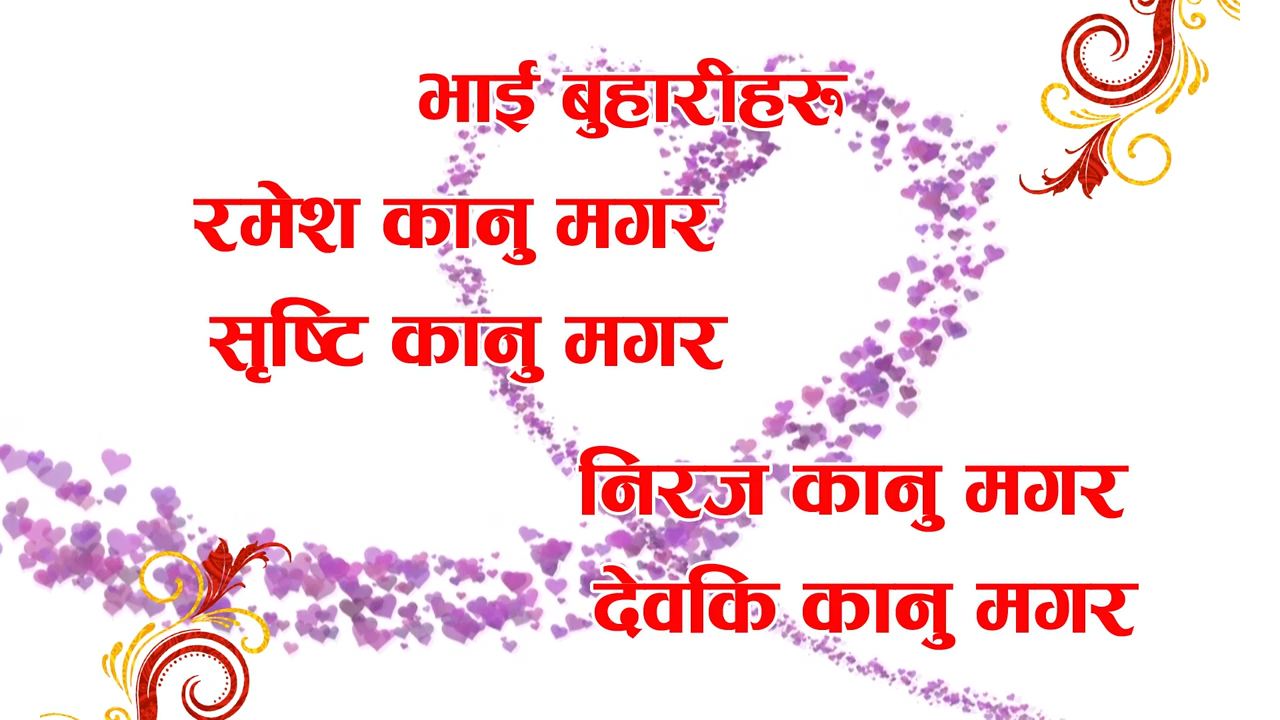 भाई बुहारीहरू
रमेश कानु मगर
सृष्टि कानु मगर
निरज कानु मगर
देवकि कानु मगर